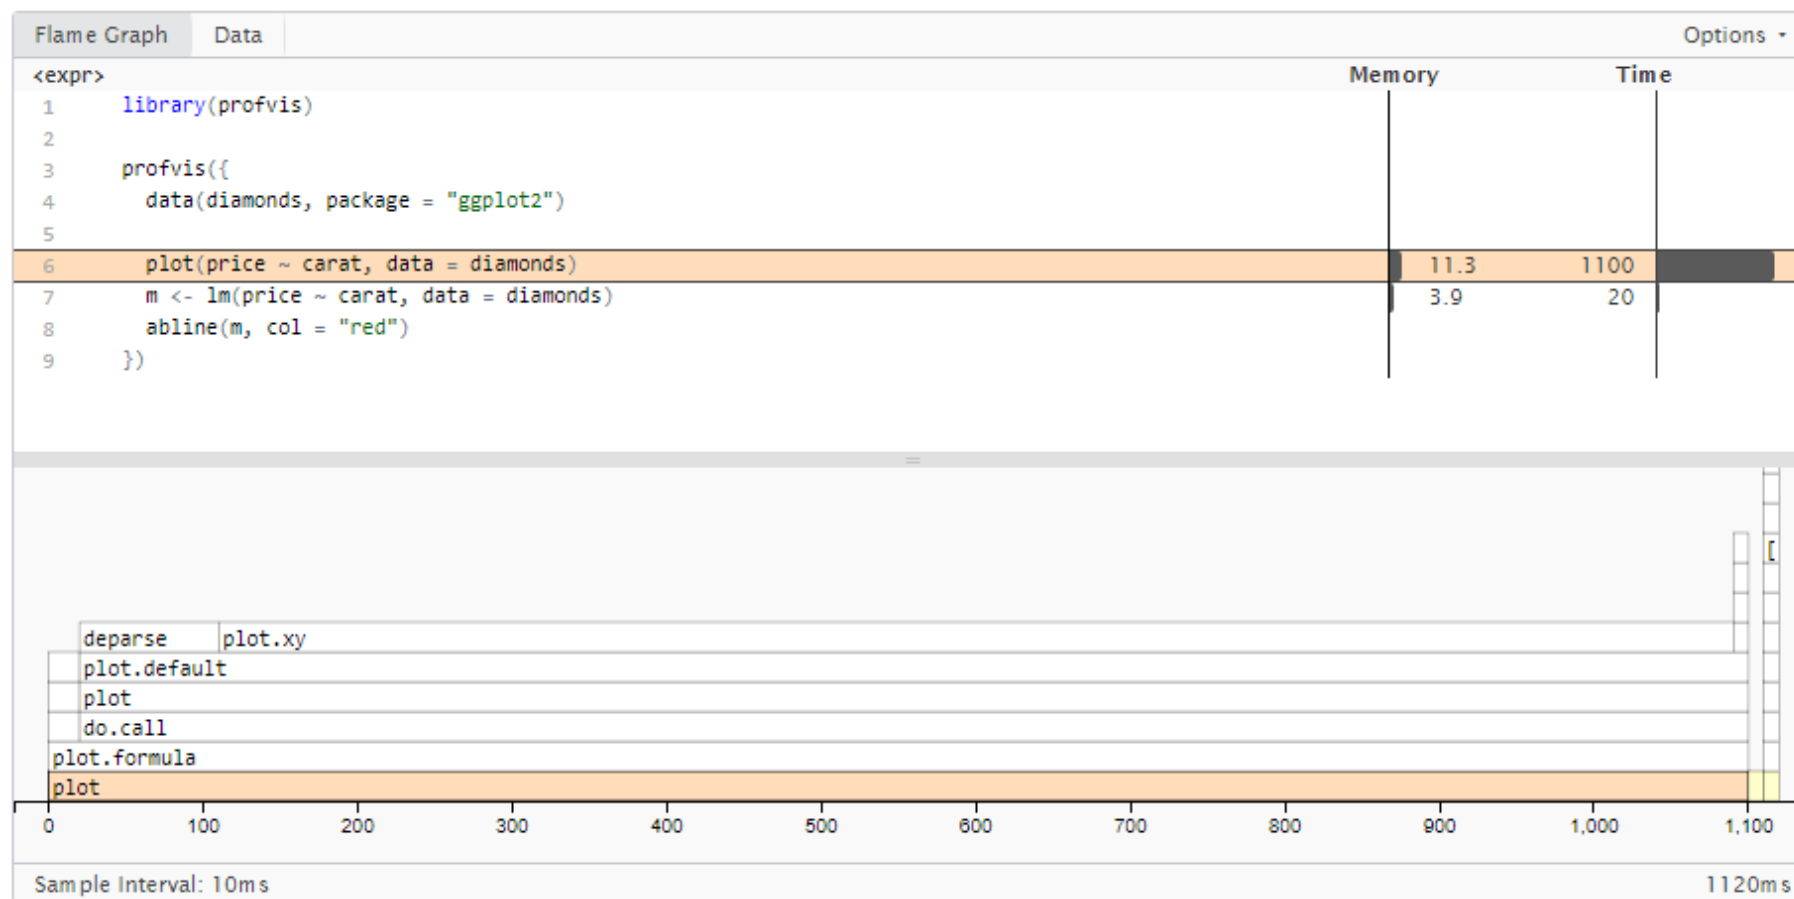 Flame Graph Data Options
<expr> Memory Time
1 library(profvis)
2
3 profvis({
4 data(diamonds, package = "ggplot2")
5
6 plot(price ~ carat, data = diamonds) 11.3 1100
7 m <- lm(price ~ carat, data = diamonds) 3.9 20
8 abline(m, col = "red")
9 })
=
[
deparse plot.xy
plot.default
plot
do.call
plot.formula
plot
0 100 200 300 400 500 600 700 800 900 1,000 1,100
Sample Interval: 10ms 1120ms